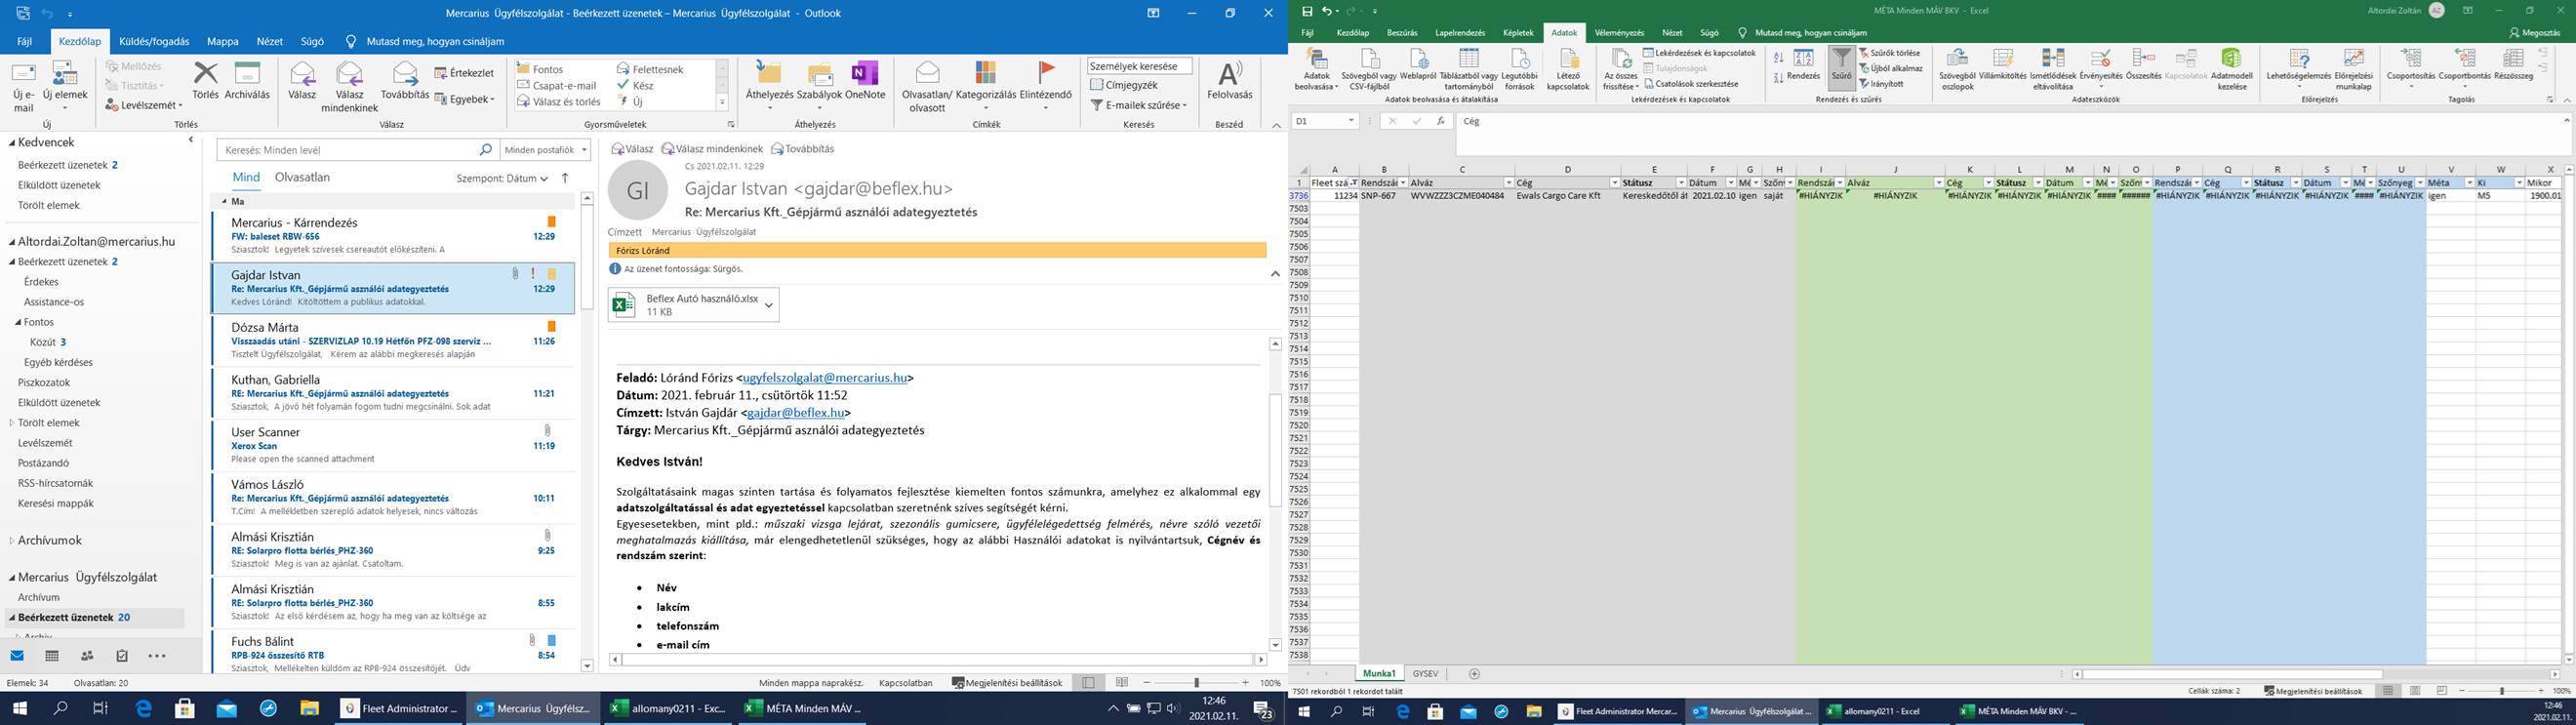 Mercarius Ügyfélszolgálat - Beérkezett üzenetek – Mercarius Ügyfélszolgálat - Outlook
Fájl Kezdőlap Küldés/fogadás Mappa Nézet Súgó Mutasd meg, hogyan csináljam
Új e-mail Új elemek
Mellőzés
Tisztítás
Levélszemét
Törlés Archiválás
Válasz Válasz mindenkinek Továbbítás
Értekezlet
Egyebek
Fontos Felettesnek
Csapat-e-mail Kész
Válasz és törlés Új
Áthelyezés Szabályok OneNote
Olvasatlan/olvasott Kategorizálás Elintézendő
Személyek keresése
Címjegyzék
E-mailek szűrése
Felolvasás
Új Törlés Válasz Gyorsműveletek Áthelyezés Címkék Keresés Beszéd
Kedvencek
Beérkezett üzenetek 2
Elküldött üzenetek
Törölt elemek
Altordai.Zoltan@mercarius.hu
Beérkezett üzenetek 2
Érdekes
Assistance-os
Fontos
Közút 3
Egyéb kérdéses
Piszkozatok
Elküldött üzenetek
Törölt elemek
Levélszemét
Postázandó
RSS-hírcsatornák
Keresési mappák
Archívumok
Mercarius Ügyfélszolgálat
Archívum
Beérkezett üzenetek 20
Archiv
Keresés: Minden levél Minden postafiók
Mind Olvasatlan Szempont: Dátum
Ma
Mercarius - Kárrendezés
FW: baleset RBW-656 12:29
Sziasztok! Legyetek szívesek csereautót előkészíteni. A
Gajdar Istvan
Re: Mercarius Kft._Gépjármű asználói adategyeztetés 12:29
Kedves Lóránd! Kitöltöttem a publikus adatokkal.
Dózsa Márta
Visszaadás utáni - SZERVIZLAP 10.19 Hétfőn PFZ-098 szerviz ... 11:26
Tisztelt Ügyfélszolgálat, Kérem az alábbi megkeresés alapján
Kuthan, Gabriella
RE: Mercarius Kft._Gépjármű asználói adategyeztetés 11:21
Sziasztok, A jövő hét folyamán fogom tudni megcsinálni. Sok adat
User Scanner
Xerox Scan 11:19
Please open the scanned attachment
Vámos László
Re: Mercarius Kft._Gépjármű asználói adategyeztetés 10:11
T.Cím! A mellékletben szereplő adatok helyesek, nincs változás
Almási Krisztián
RE: Solarpro flotta bérlés_PHZ-360 9:25
Sziasztok! Meg is van az ajánlat. Csatoltam.
Almási Krisztián
RE: Solarpro flotta bérlés_PHZ-360 8:55
Sziasztok! Az első kérdésem az, hogy ha meg van az költsége az
Fuchs Bálint
RPB-924 összesítő RTB 8:54
Sziasztok, Mellékelten küldöm az RPB-924 összesítőjét. Üdv
Válasz Válasz mindenkinek Továbbítás
Cs 2021.02.11. 12:29
GI
Gajdar Istvan <gajdar@beflex.hu>
Re: Mercarius Kft._Gépjármű asználói adategyeztetés
Címzett Mercarius Ügyfélszolgálat
Fórizs Lóránd
Az üzenet fontossága: Sürgős.
Beflex Autó használó.xlsx
11 KB
Feladó: Lóránd Fórizs <ugyfelszolgalat@mercarius.hu>
Dátum: 2021. február 11., csütörtök 11:52
Címzett: István Gajdár <gajdar@beflex.hu>
Tárgy: Mercarius Kft._Gépjármű asználói adategyeztetés
Kedves István!
Szolgáltatásaink magas szinten tartása és folyamatos fejlesztése kiemelten fontos számunkra, amelyhez ez alkalommal egy
adatszolgáltatással és adat egyeztetéssel kapcsolatban szeretnénk szíves segítségét kérni.
Egyesesetekben, mint pld.: műszaki vizsga lejárat, szezonális gumicsere, ügyfélelégedettség felmérés, névre szóló vezetői
meghatalmazás kiállítása, már elengedhetetlenül szükséges, hogy az alábbi Használói adatokat is nyilvántartsuk, Cégnév és
rendszám szerint:
• Név
• lakcím
• telefonszám
• e-mail cím
Elemek: 34 Olvasatlan: 20 Minden mappa naprakész. Kapcsolatban Megjelenítési beállítások 100%
Fleet Administrator ... Mercarius Ügyfélsz... allomany0211 - Exc... MÉTA Minden MÁV ... 12:46
2021.02.11. 23
MÉTA Minden MÁV BKV - Excel Altordai Zoltán AZ
Fájl Kezdőlap Beszúrás Lapelrendezés Képletek Adatok Véleményezés Nézet Súgó Mutasd meg, hogyan csináljam Megosztás
Adatok beolvasása Szövegből vagy CSV-fájlból Weblapról Táblázatból vagy tartományból Legutóbbi források Létező kapcsolatok
Az összes frissítése
Lekérdezések és kapcsolatok
Tulajdonságok
Csatolások szerkesztése
Rendezés Szűrő
Szűrők törlése
Újból alkalmaz
Irányított
Szövegből oszlopok Villámkitöltés Ismétlődések eltávolítása Érvényesítés Összesítés Kapcsolatok Adatmodell kezelése
Lehetőségelemzés Előrejelzési munkalap
Csoportosítás Csoportbontás Részösszeg
Adatok beolvasása és átalakítása Lekérdezések és kapcsolatok Rendezés és szűrés Adateszközök Előrejelzés Tagolás
D1 fx Cég
A B C D E F G H I J K L M N O P Q R S T U V W X
1 Fleet szá Rendszá Alváz Cég Státusz Dátum Mé Szőn Rendszá Alváz Cég Státusz Dátum Mé Szőn Rendszá Cég Státusz Dátum Mé Szőnyeg Méta Ki Mikor
3736 11234 SNP-667 WVWZZZ3CZME040484 Ewals Cargo Care Kft Kereskedőtől ál 2021.02.10 igen saját #HIÁNYZIK #HIÁNYZIK #HIÁNYZIK #HIÁNYZIK #HIÁNYZIK #### ###### #HIÁNYZIK #HIÁNYZIK #HIÁNYZIK #HIÁNYZIK #### #HIÁNYZIK igen M5 1900.01
7503
7504
7505
7506
7507
7508
7509
7510
7511
7512
7513
7514
7515
7516
7517
7518
7519
7520
7521
7522
7523
7524
7525
7526
7527
7528
7529
7530
7531
7532
7533
7534
7535
7536
7537
7538
Munka1 GYSEV
7501 rekordból 1 rekordot talált Cellák száma: 2 Megjelenítési beállítások 100%
Fleet Administrator Mercar... Mercarius Ügyfélszolgálat ... allomany0211 - Excel MÉTA Minden MÁV BKV - ... 12:46
2021.02.11